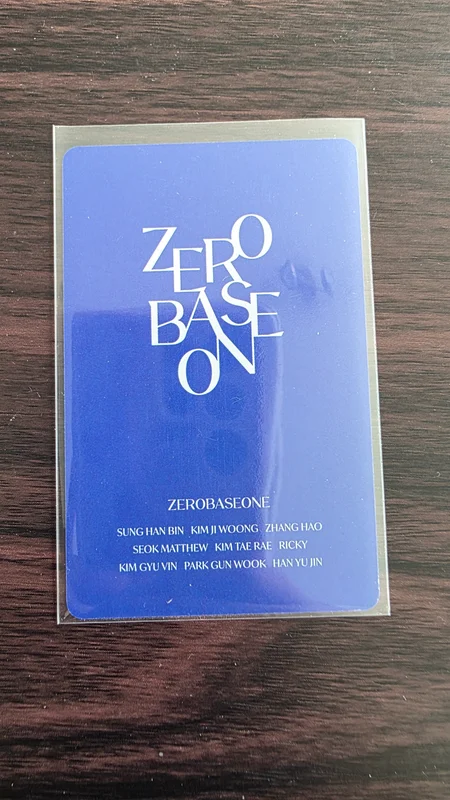 ZERO
BASE
ON
ZEROBASEONE
SUNG HAN BIN KIM JI WOONG ZHANG HAO
SEOK MATTHEW KIM TAE RAE RICKY
KIM GYU VIN PARK GUN WOOK HAN YU JIN